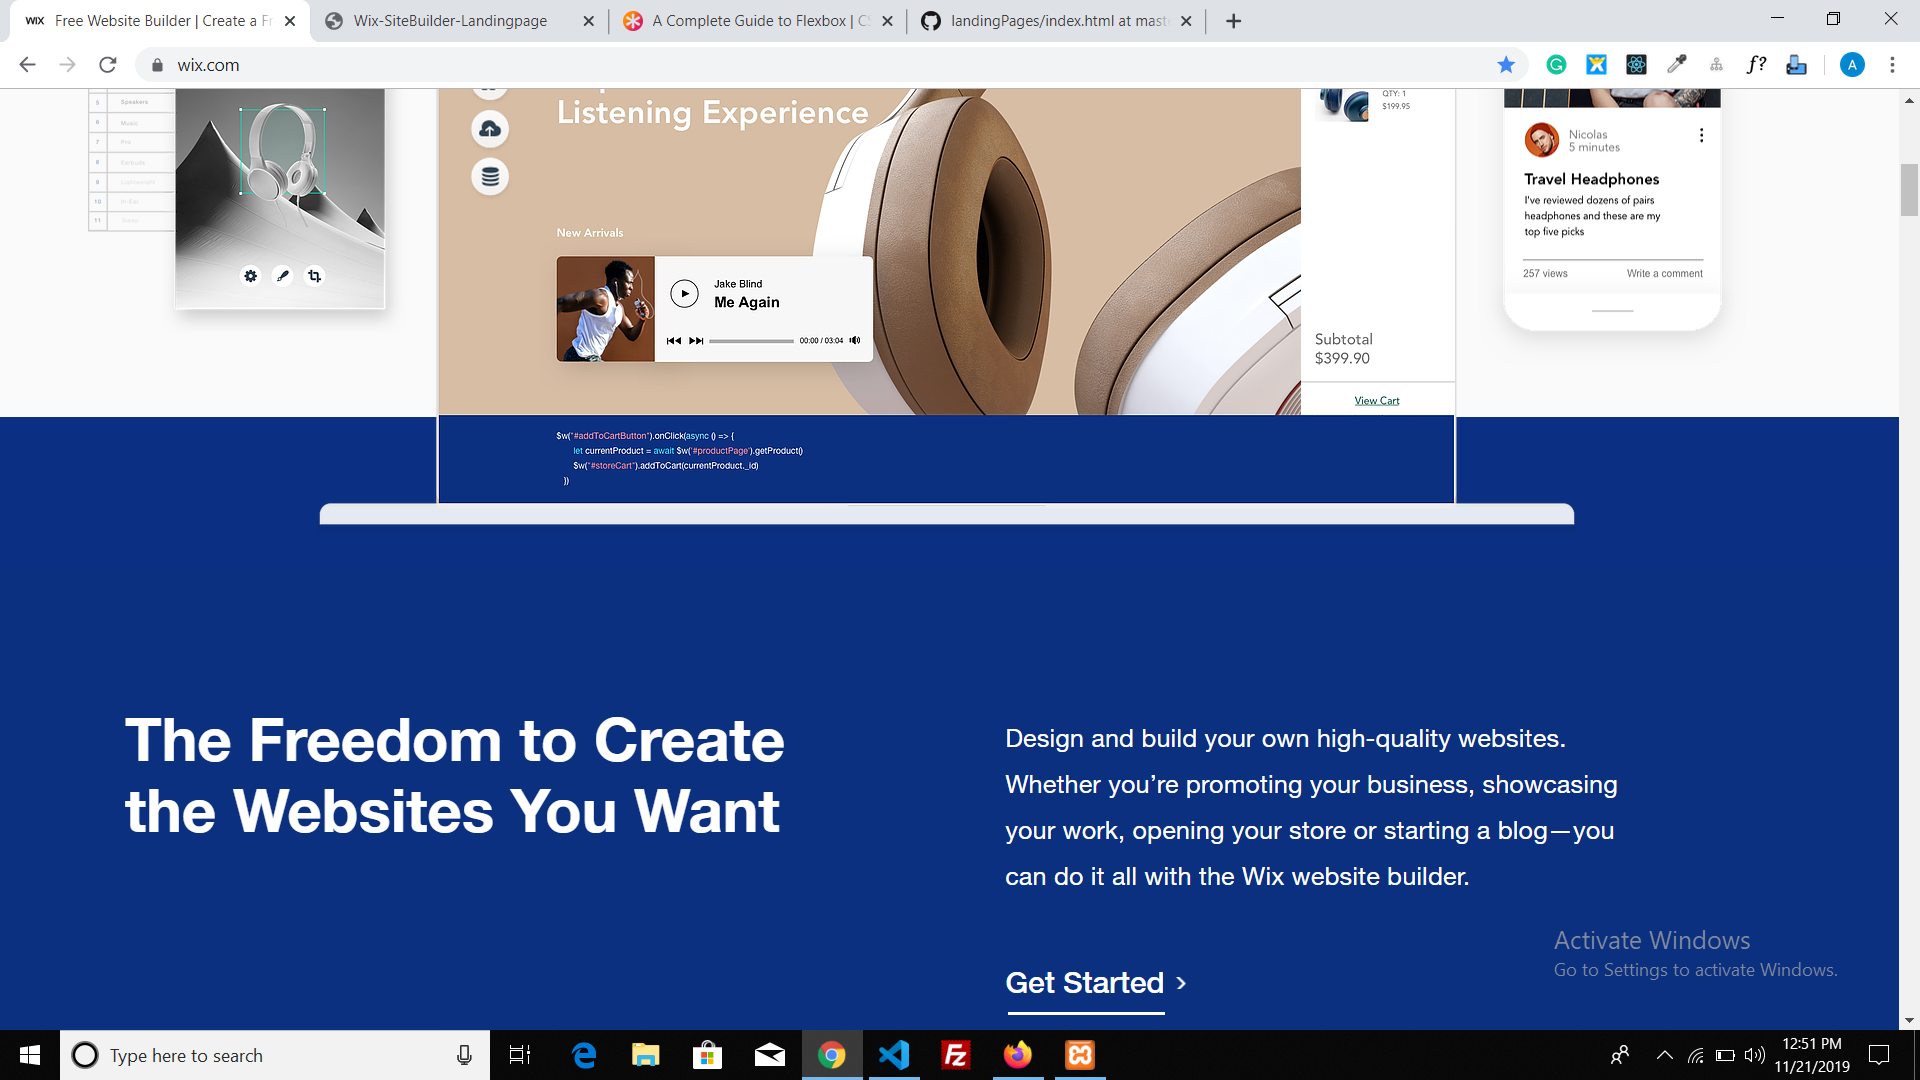 WIX Free Website Builder | Create a Fr
Wix-SiteBuilder-Landingpage
A Complete Guide to Flexbox | CS
landingPages/index.html at mast
wix.com
f?
A
5 Speakers
6 Music
7 Pro
8 Earbuds
9
10
11
Listening Experience
New Arrivals
Jake Blind
Me Again
00:00 / 03:04
QTY: 1
$199.95
Subtotal
$399.90
View Cart
Nicolas
5 minutes
Travel Headphones
I've reviewed dozens of pairs
headphones and these are my
top five picks
257 views Write a comment
$w("#addToCartButton").onClick(async () => {
let currentProduct = await $w('#productPage').getProduct()
$w("#storeCart").addToCart(currentProduct._id)
})
The Freedom to Create
the Websites You Want
Design and build your own high-quality websites.
Whether you’re promoting your business, showcasing
your work, opening your store or starting a blog—you
can do it all with the Wix website builder.
Get Started ›
Activate Windows
Go to Settings to activate Windows.
Type here to search
Fz
12:51 PM
11/21/2019